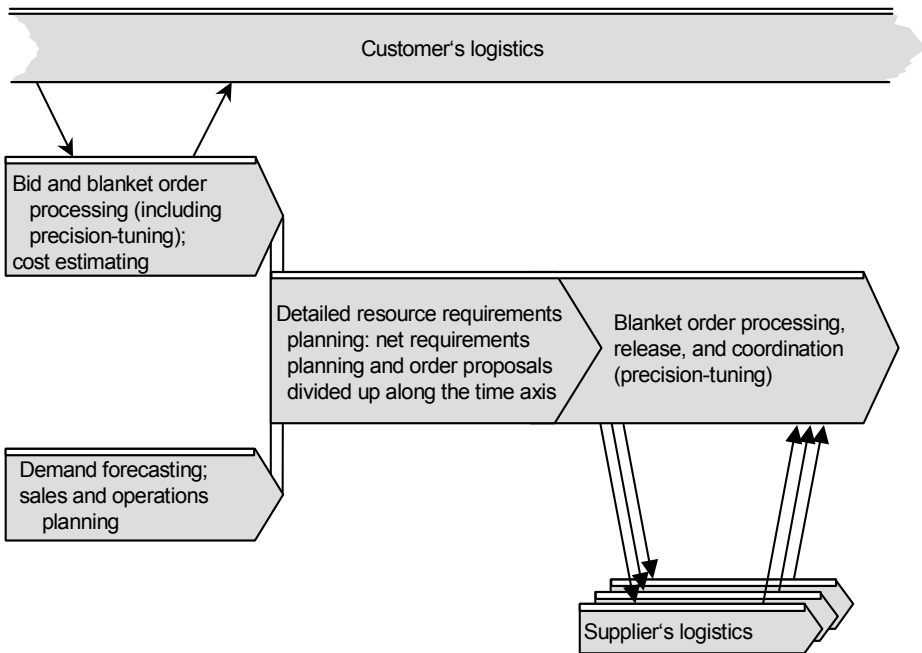 Customer‘s logistics
Bid and blanket order
processing (including
precision-tuning);
cost estimating
Detailed resource requirements
planning: net requirements
planning and order proposals
divided up along the time axis
Blanket order processing,
release, and coordination
(precision-tuning)
Demand forecasting;
sales and operations
planning
Supplier‘s logistics